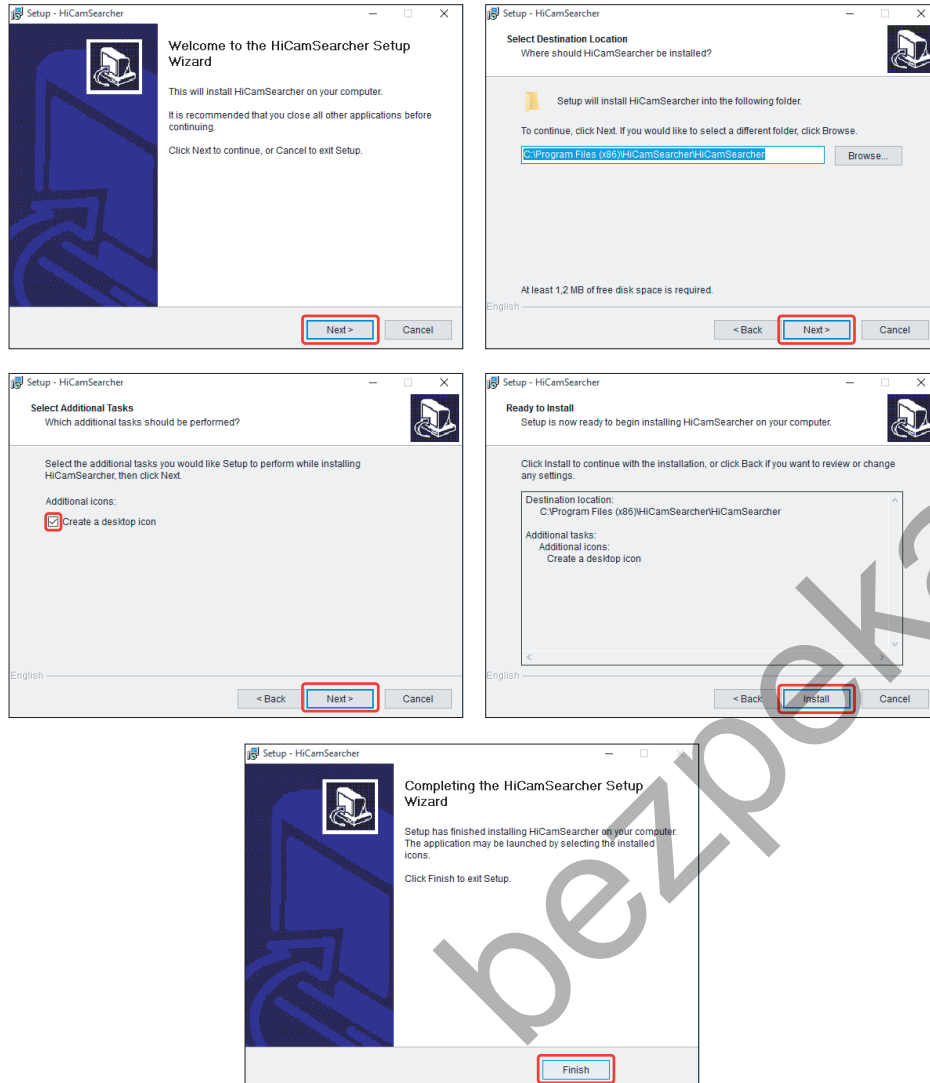 Setup - HiCamSearcher
Welcome to the HiCamSearcher Setup
Wizard
This will install HiCamSearcher on your computer.
It is recommended that you close all other applications before
continuing.
Click Next to continue, or Cancel to exit Setup.
Next >
Cancel
Setup - HiCamSearcher
Select Destination Location
Where should HiCamSearcher be installed?
Setup will install HiCamSearcher into the following folder.
To continue, click Next. If you would like to select a different folder, click Browse.
C:\Program Files (x86)\HiCamSearcher\HiCamSearcher
Browse...
At least 1,2 MB of free disk space is required.
English
< Back
Next >
Cancel
Setup - HiCamSearcher
Select Additional Tasks
Which additional tasks should be performed?
Select the additional tasks you would like Setup to perform while installing
HiCamSearcher, then click Next.
Additional icons:
Create a desktop icon
English
< Back
Next >
Cancel
Setup - HiCamSearcher
Ready to Install
Setup is now ready to begin installing HiCamSearcher on your computer.
Click Install to continue with the installation, or click Back if you want to review or change
any settings.
Destination location:
C:\Program Files (x86)\HiCamSearcher\HiCamSearcher
Additional tasks:
Additional icons:
Create a desktop icon
English
< Back
Install
Cancel
Setup - HiCamSearcher
Completing the HiCamSearcher Setup
Wizard
Setup has finished installing HiCamSearcher on your computer.
The application may be launched by selecting the installed
icons.
Click Finish to exit Setup.
Finish
bezpeka